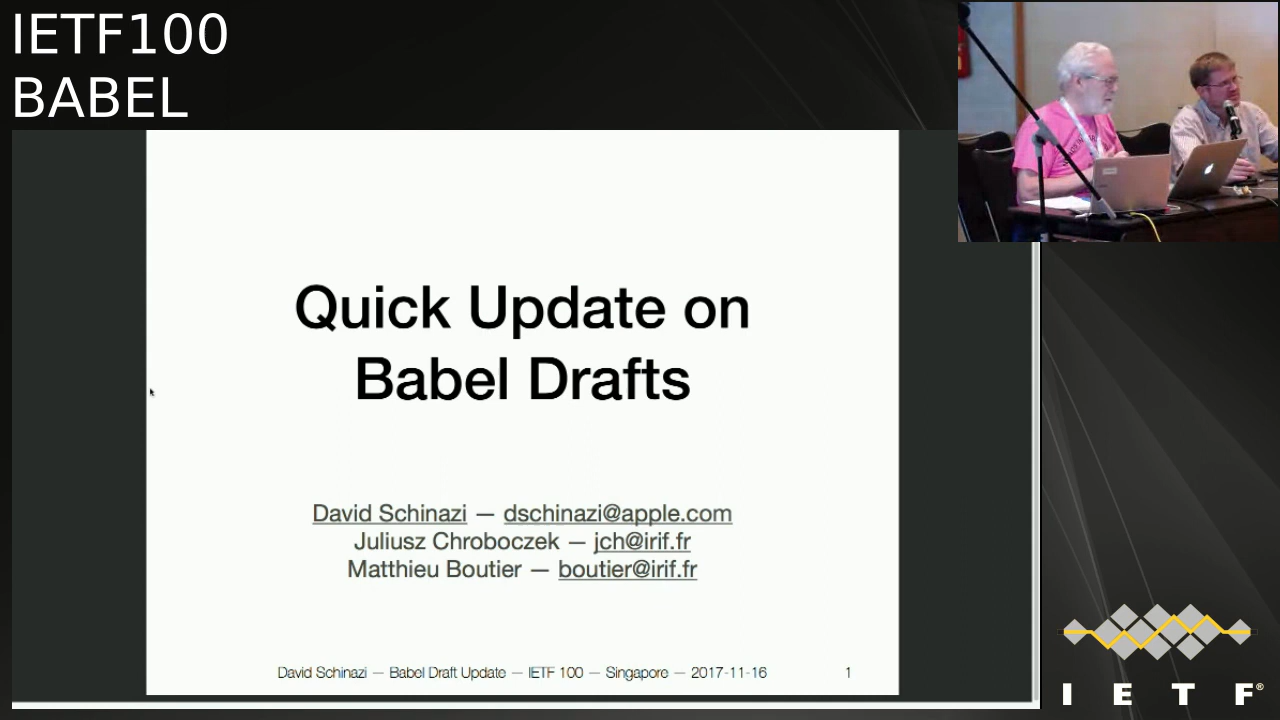 IETF100
BABEL
Quick Update on
Babel Drafts
David Schinazi — dschinazi@apple.com
Juliusz Chroboczek — jch@irif.fr
Matthieu Boutier — boutier@irif.fr
David Schinazi — Babel Draft Update — IETF 100 — Singapore — 2017-11-16 1
I E T F®